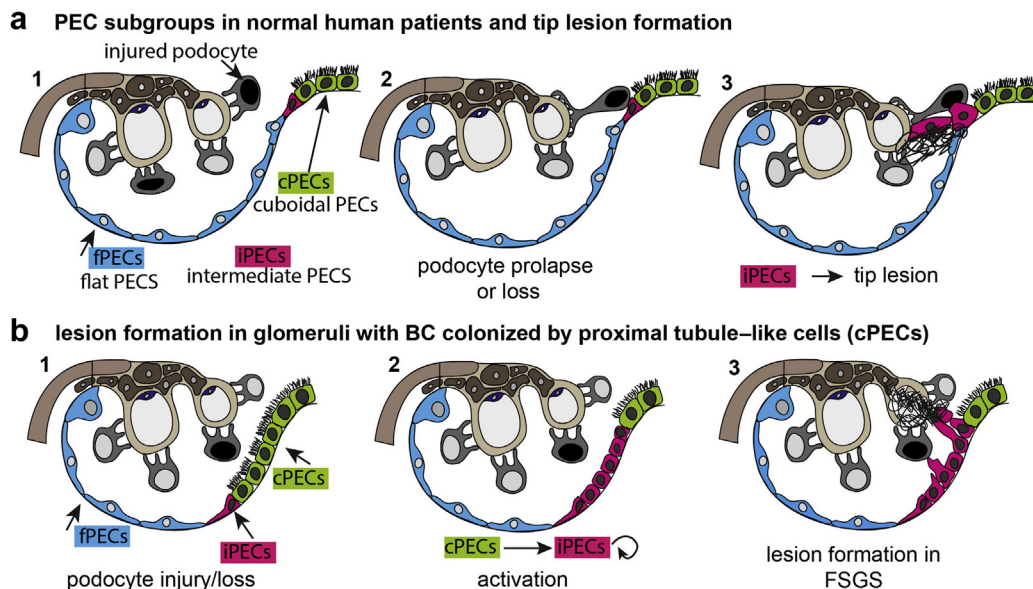 a PEC subgroups in normal human patients and tip lesion formation
injured podocyte
1
2
3
cPECs
cuboidal PECs
fPECs
flat PECS
iPECs
intermediate PECS
podocyte prolapse
or loss
iPECs → tip lesion
b lesion formation in glomeruli with BC colonized by proximal tubule–like cells (cPECs)
1
2
3
cPECs
fPECs
iPECs
podocyte injury/loss
cPECs → iPECs
activation
lesion formation in
FSGS